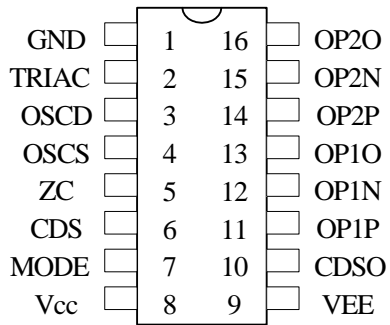 GND 1 16 OP2O
TRIAC 2 15 OP2N
OSCD 3 14 OP2P
OSCS 4 13 OP1O
ZC 5 12 OP1N
CDS 6 11 OP1P
MODE 7 10 CDSO
Vcc 8 9 VEE